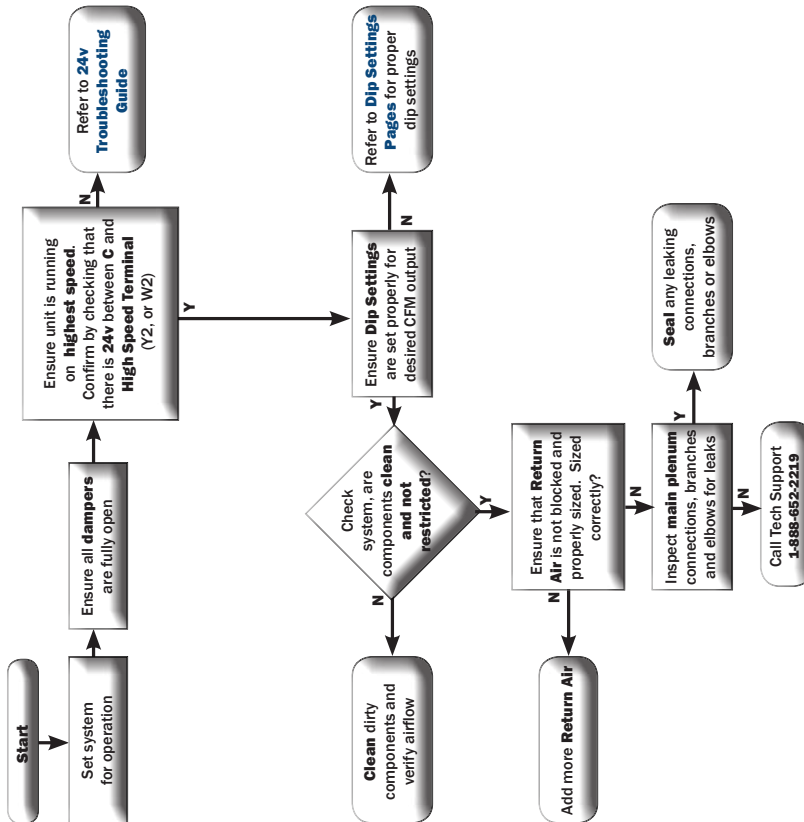 Start
Set system
for operation
Ensure all dampers
are fully open
Ensure unit is running
on highest speed.
Confirm by checking that
there is 24v between C and
High Speed Terminal
(Y2, or W2)
N
Refer to 24v
Troubleshooting
Guide
Y
Ensure Dip Settings
are set properly for
desired CFM output
N
Refer to Dip Settings
Pages for proper
dip settings
Y
Check
system, are
components clean
and not
restricted?
N
Clean dirty
components and
verify airflow
Y
Ensure that Return
Air is not blocked and
properly sized. Sized
correctly?
N
Add more Return Air
N
Inspect main plenum
connections, branches
and elbows for leaks
Y
Seal any leaking
connections,
branches or elbows
N
Call Tech Support
1-888-652-2219